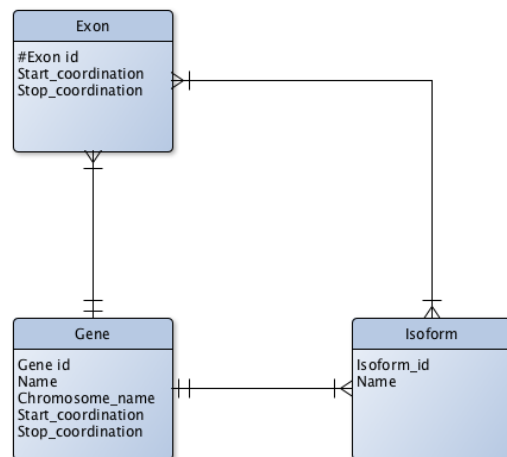 Exon
#Exon id
Start_coordination
Stop_coordination
Gene
Gene id
Name
Chromosome_name
Start_coordination
Stop_coordination
Isoform
Isoform_id
Name